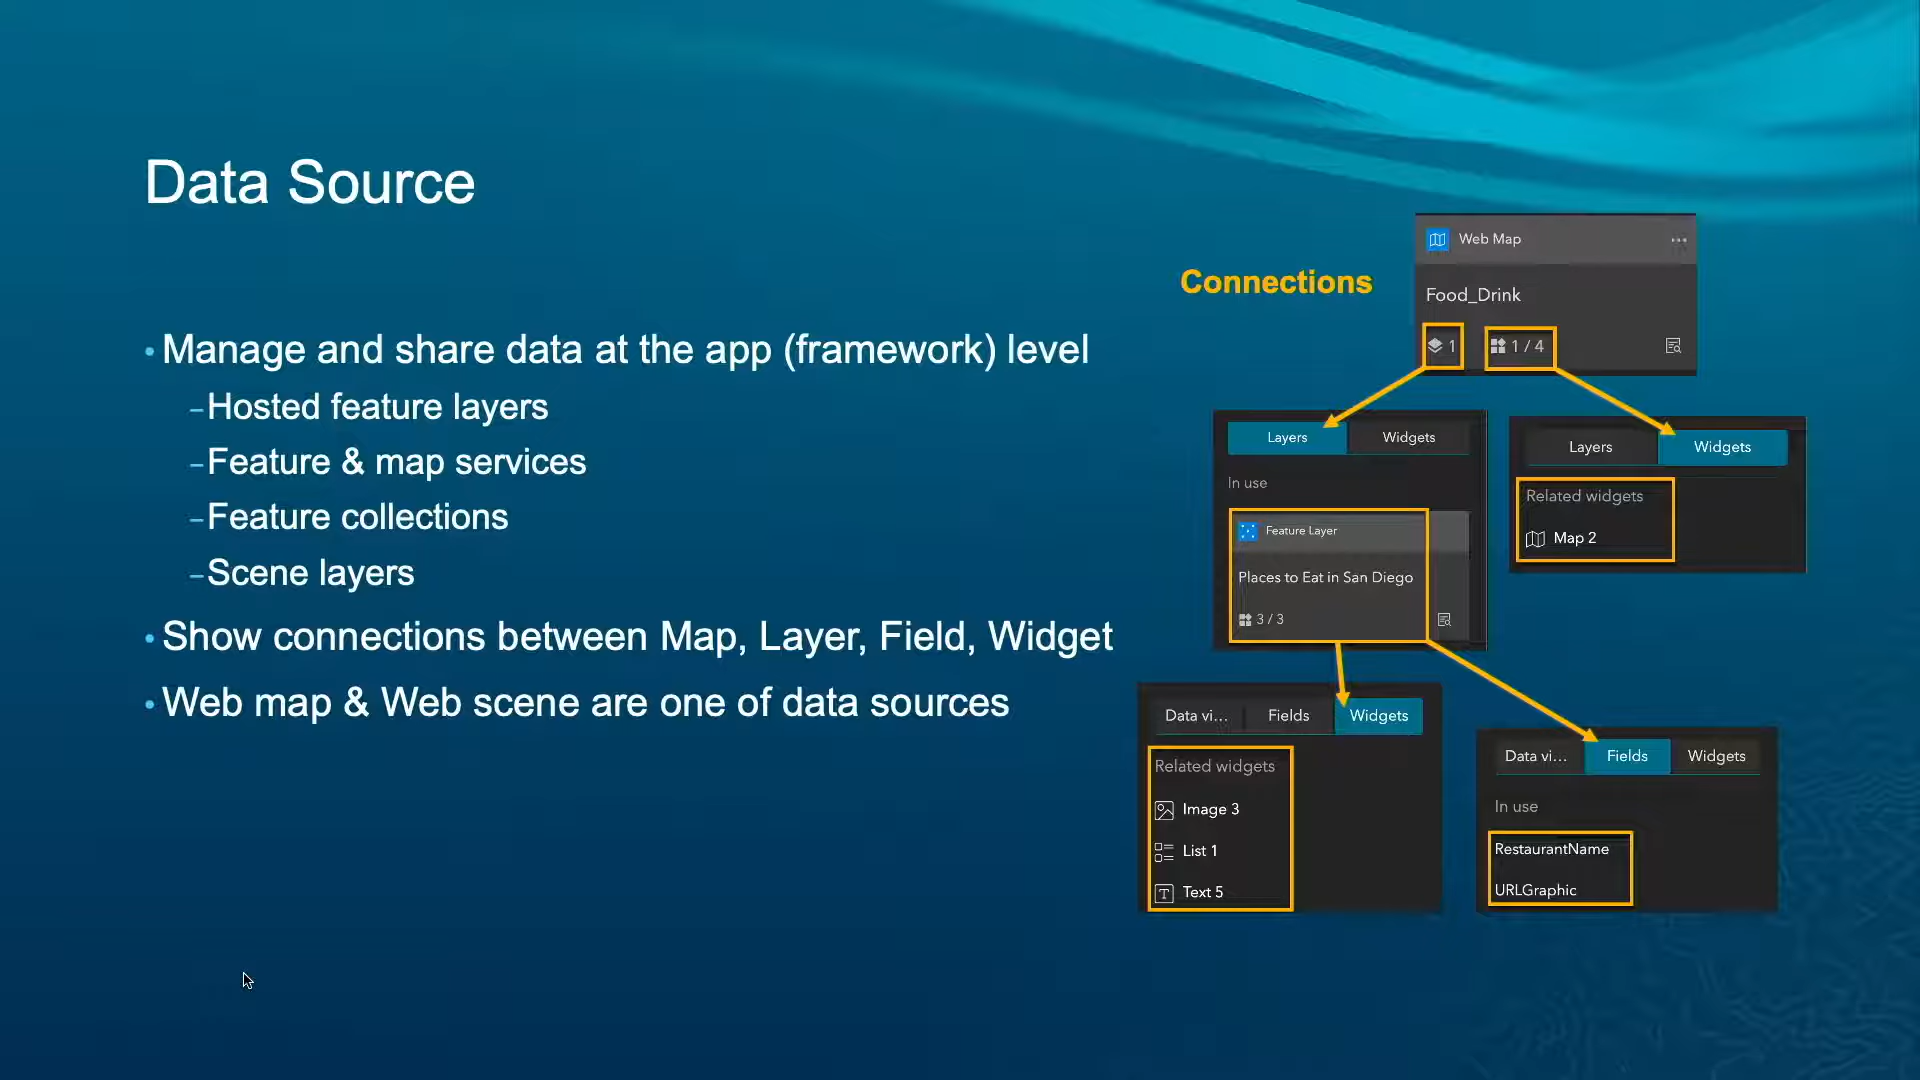 Data Source
• Manage and share data at the app (framework) level
–Hosted feature layers
–Feature & map services
–Feature collections
–Scene layers
• Show connections between Map, Layer, Field, Widget
• Web map & Web scene are one of data sources
Connections
Web Map ...
Food_Drink
1
1 / 4
Layers
Widgets
In use
Feature Layer
Places to Eat in San Diego
3 / 3
Layers
Widgets
Related widgets
Map 2
Data vi...
Fields
Widgets
Related widgets
Image 3
List 1
Text 5
Data vi...
Fields
Widgets
In use
RestaurantName
URLGraphic